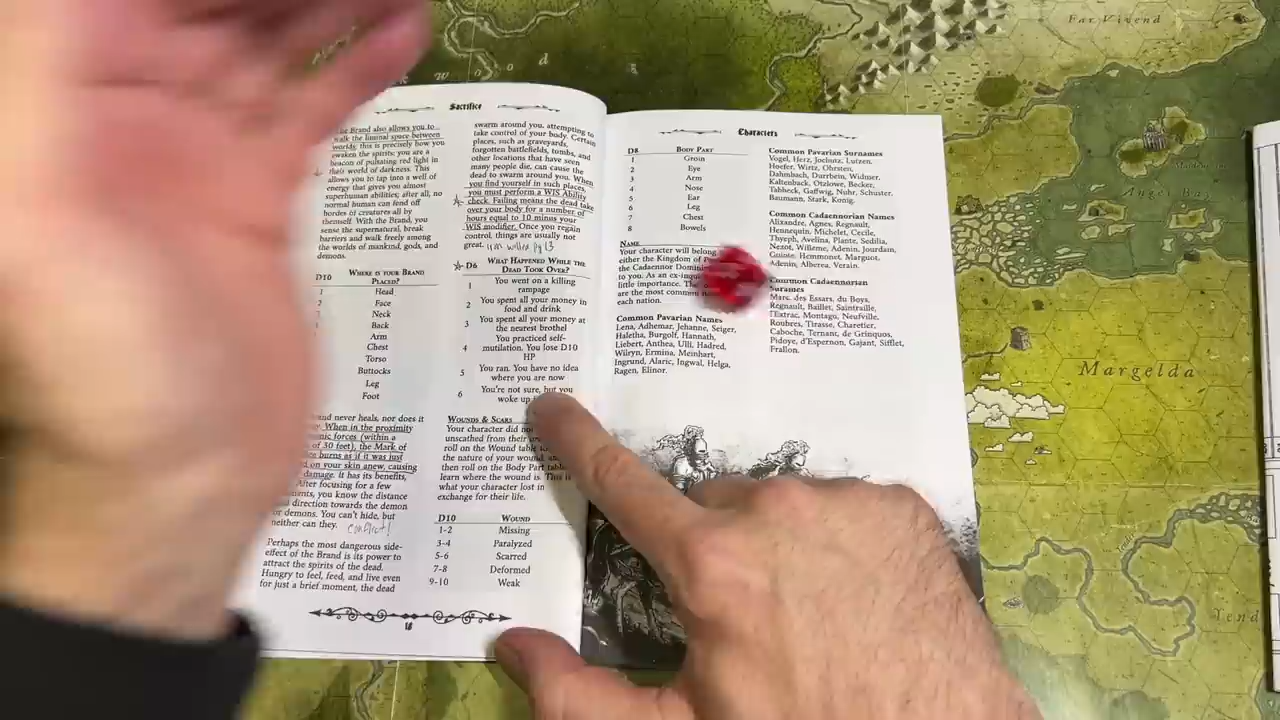 Sacrifice
The Brand also allows you to
walk the liminal space between
worlds; this is precisely how you
awaken the spirits; you are a
beacon of pulsating red light in
their world of darkness. This
allows you to tap into a well of
energy that gives you almost
superhuman abilities; after all, no
normal human can fend off
hordes of creatures all by
themself. With the Brand, you
sense the supernatural, break
barriers and walk freely among
the worlds of mankind, gods, and
demons.
D10 Where is your Brand
Placed?
1 Head
2 Face
3 Neck
Back
Arm
Chest
Torso
Buttocks
Leg
Foot
and never heals, nor does it
When in the proximity
forces (within a
of 30 feet), the Mark of
burns as if it was just
on your skin anew, causing
damage. It has its benefits,
After focusing for a few
you know the distance
direction towards the demon
or demons. You can't hide, but
neither can they. conflict!
Perhaps the most dangerous side-
effect of the Brand is its power to
attract the spirits of the dead.
Hungry to feel, feed, and live even
for just a brief moment, the dead
swarm around you, attempting to
take control of your body. Certain
places, such as graveyards,
forgotten battlefields, tombs, and
other locations that have seen
many people die, can cause the
dead to swarm around you. When
you find yourself in such places,
you must perform a WIS Ability
check. Failing means the dead take
over your body for a number of
hours equal to 10 minus your
WIS modifier. Once you regain
control, things are usually not
great. pg 13
D6 What Happened While the
Dead Took Over?
1 You went on a killing
rampage
2 You spent all your money in
food and drink
3 You spent all your money at
the nearest brothel
4 You practiced self-
mutilation. You lose D10
HP
5 You ran. You have no idea
where you are now
6 You're not sure, but you
woke up
Wounds & Scars
Your character did
unscathed from their
roll on the Wound table to
the nature of your wound,
then roll on the Body Part table
learn where the wound is. This is
what your character lost in
exchange for their life.
D10 Wound
1-2 Missing
3-4 Paralyzed
5-6 Scarred
7-8 Deformed
9-10 Weak
18
Characters
D8 Body Part
1 Groin
2 Eye
3 Arm
4 Nose
5 Ear
6 Leg
7 Chest
8 Bowels
Name
Your character will belong
either the Kingdom of
the Cadaennor
to you. As an
little importance.
are the most common
each nation.
Common Pavarian Names
Lena, Adhemar, Jehanne, Seiger,
Haletha, Burgolf, Hannath,
Liebert, Anthea, Ulli, Hadred,
Wilryn, Ermina, Meinhart,
Ingrund, Alaric, Ingwal, Helga,
Ragen, Elinor.
Common Pavarian Surnames
Vogel, Herz, Jochutz, Lutzen,
Hoefer, Wirtz, Ohrsten,
Dahmbach, Durrbein, Widmer,
Kaltenback, Otzlowe, Becker,
Tabheck, Gaffwig, Nuhr, Schuster,
Baumann, Stark, Konig.
Common Cadaennorian Names
Alixandre, Agnes, Regnault,
Hennequin, Michelet, Cecile,
Thyeph, Avelina, Plante, Sedilia,
Nezot, Willeme, Adenin, Jourdain,
Guiote, Hemmonet, Marguot,
Adenin, Alberea, Verain.
Common Cadaennorian
Surames
Marc, des Essars, du Boys,
Regnault, Baillet, Saintraille,
l'Extrac, Montagu, Neufville,
Roubres, Tirasse, Charetier,
Caboche, Ternant, de Grinquos,
Pidoye, d'Espernon, Gajant, Sifflet,
Frallon.
Far Vivend
Angel Bay
Margelda